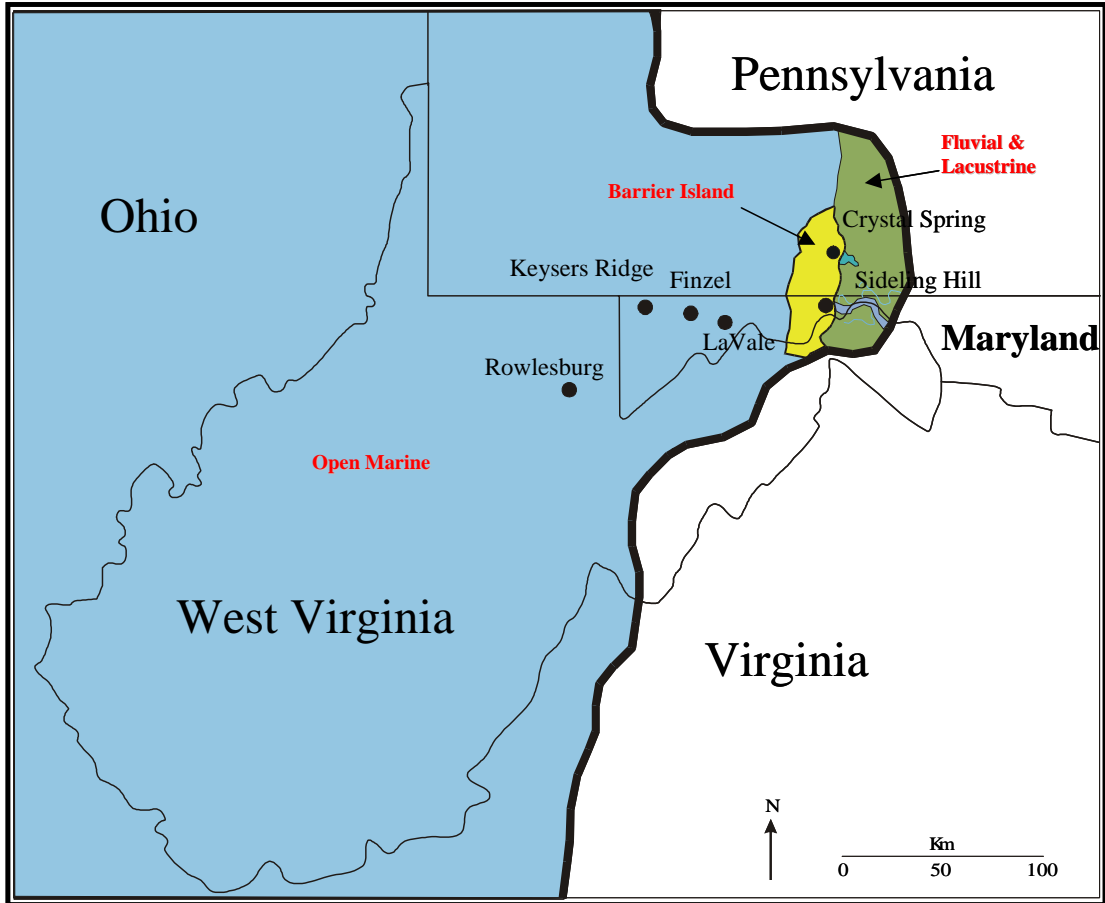 Pennsylvania
Fluvial &
Lacustrine
Barrier Island
Ohio
Crystal Spring
Keysers Ridge
Finzel
Sideling Hill
LaVale
Maryland
Rowlesburg
Open Marine
West Virginia
Virginia
N
Km
0 50 100